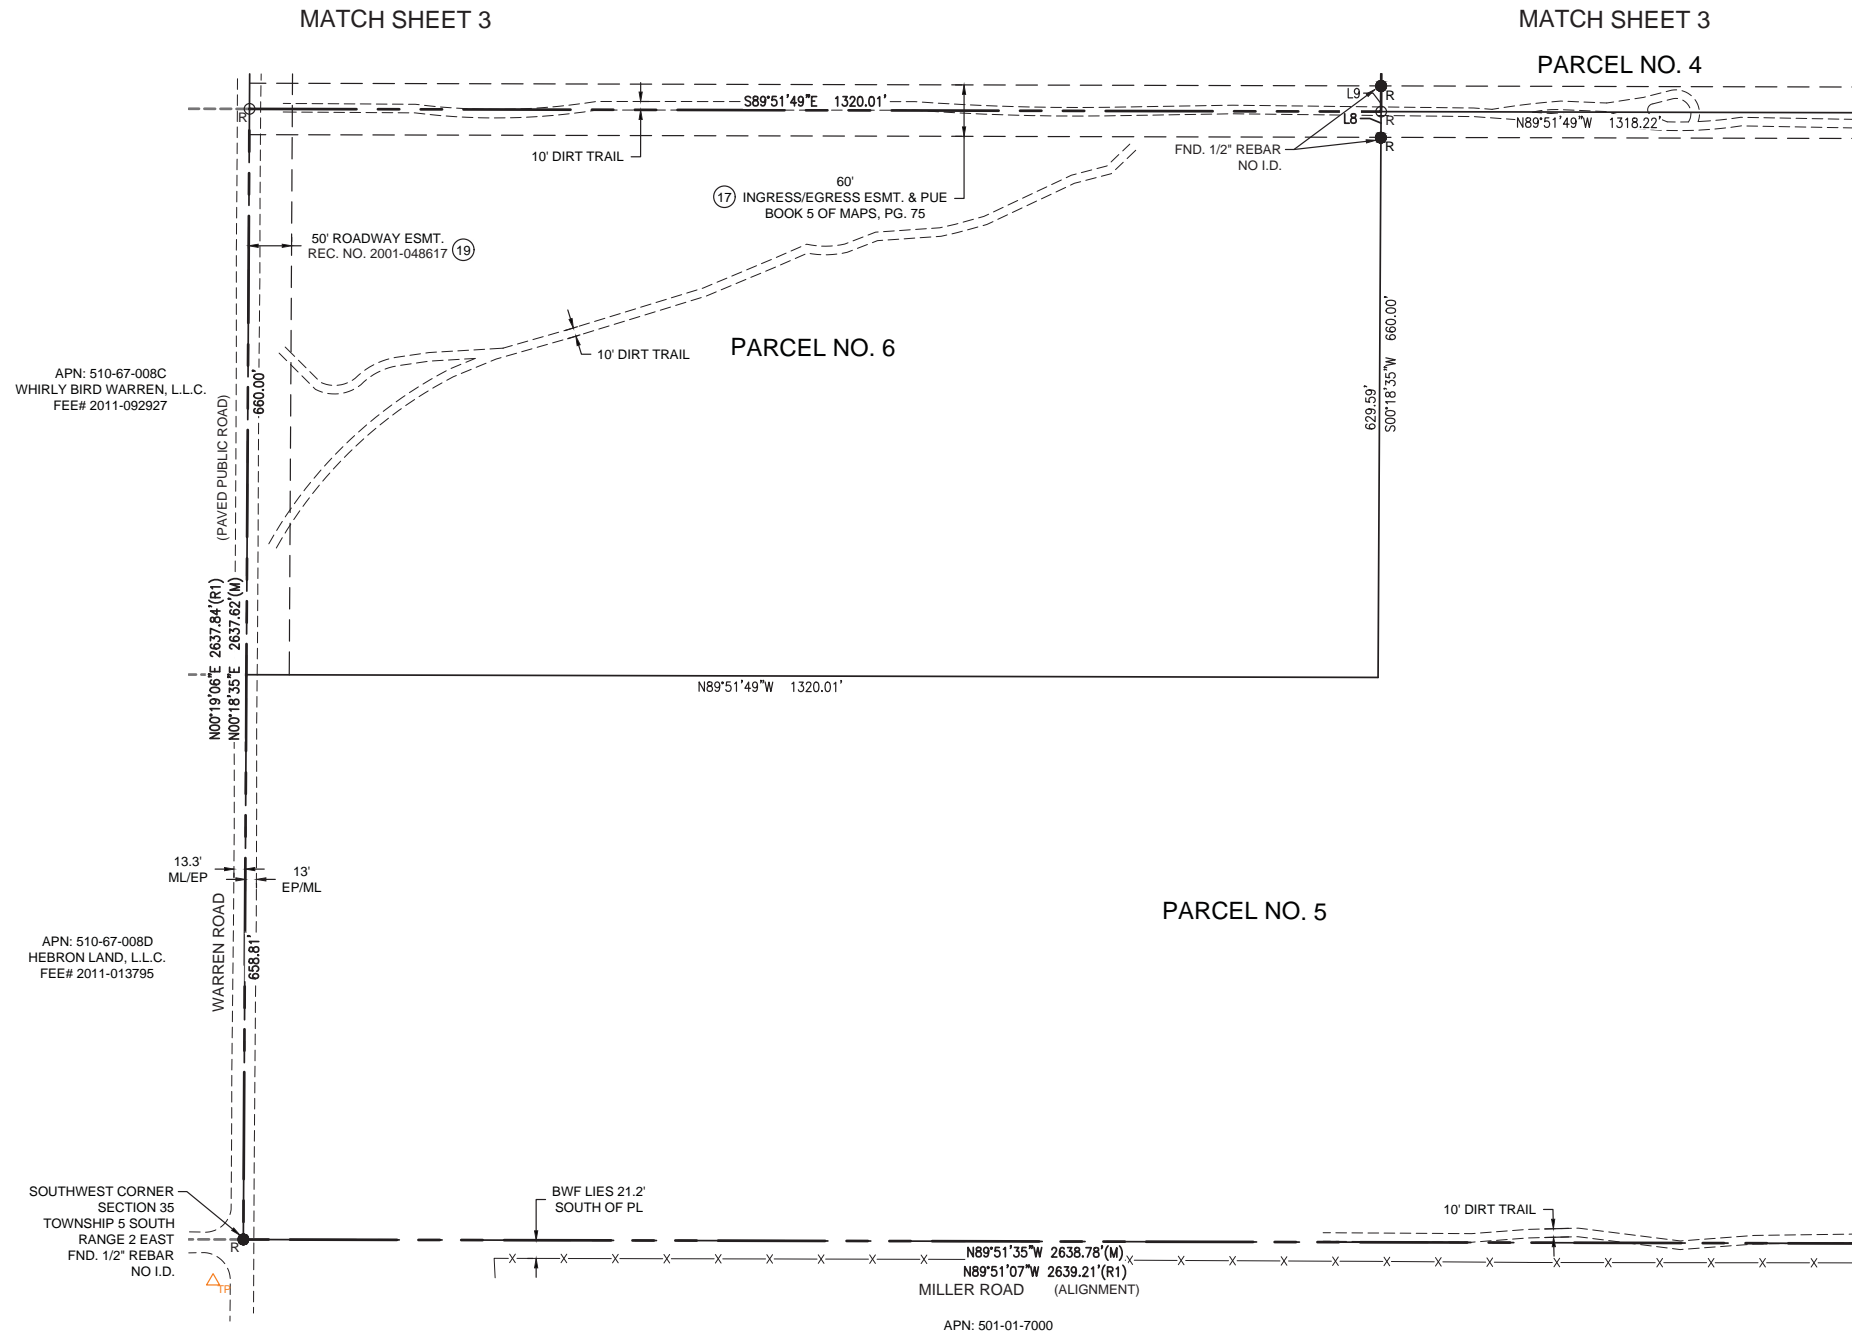 MATCH SHEET 3
MATCH SHEET 3
PARCEL NO. 4
S89°51'49"E 1320.01'
L9
R
R
L8
R
R
N89°51'49"W 1318.22'
10' DIRT TRAIL
FND. 1/2" REBAR
NO I.D.
60'
17 INGRESS/EGRESS ESMT. & PUE
BOOK 5 OF MAPS, PG. 75
50' ROADWAY ESMT.
REC. NO. 2001-048617 19
10' DIRT TRAIL
PARCEL NO. 6
629.59'
S00°18'35"W 660.00'
APN: 510-67-008C
WHIRLY BIRD WARREN, L.L.C.
FEE# 2011-092927
660.00'
(PAVED PUBLIC ROAD)
N00°19'06"E 2637.84'(R1)
N00°18'35"E 2637.62'(M)
N89°51'49"W 1320.01'
13.3'
ML/EP
13'
EP/ML
PARCEL NO. 5
WARREN ROAD
658.81'
APN: 510-67-008D
HEBRON LAND, L.L.C.
FEE# 2011-013795
SOUTHWEST CORNER
SECTION 35
TOWNSHIP 5 SOUTH
RANGE 2 EAST
FND. 1/2" REBAR
NO I.D.
R
TP
BWF LIES 21.2'
SOUTH OF PL
10' DIRT TRAIL
N89°51'35"W 2638.78'(M)
X X X X X X X X X X X X X X X X X X X X X X X X X X
N89°51'07"W 2639.21'(R1)
MILLER ROAD (ALIGNMENT)
APN: 501-01-7000